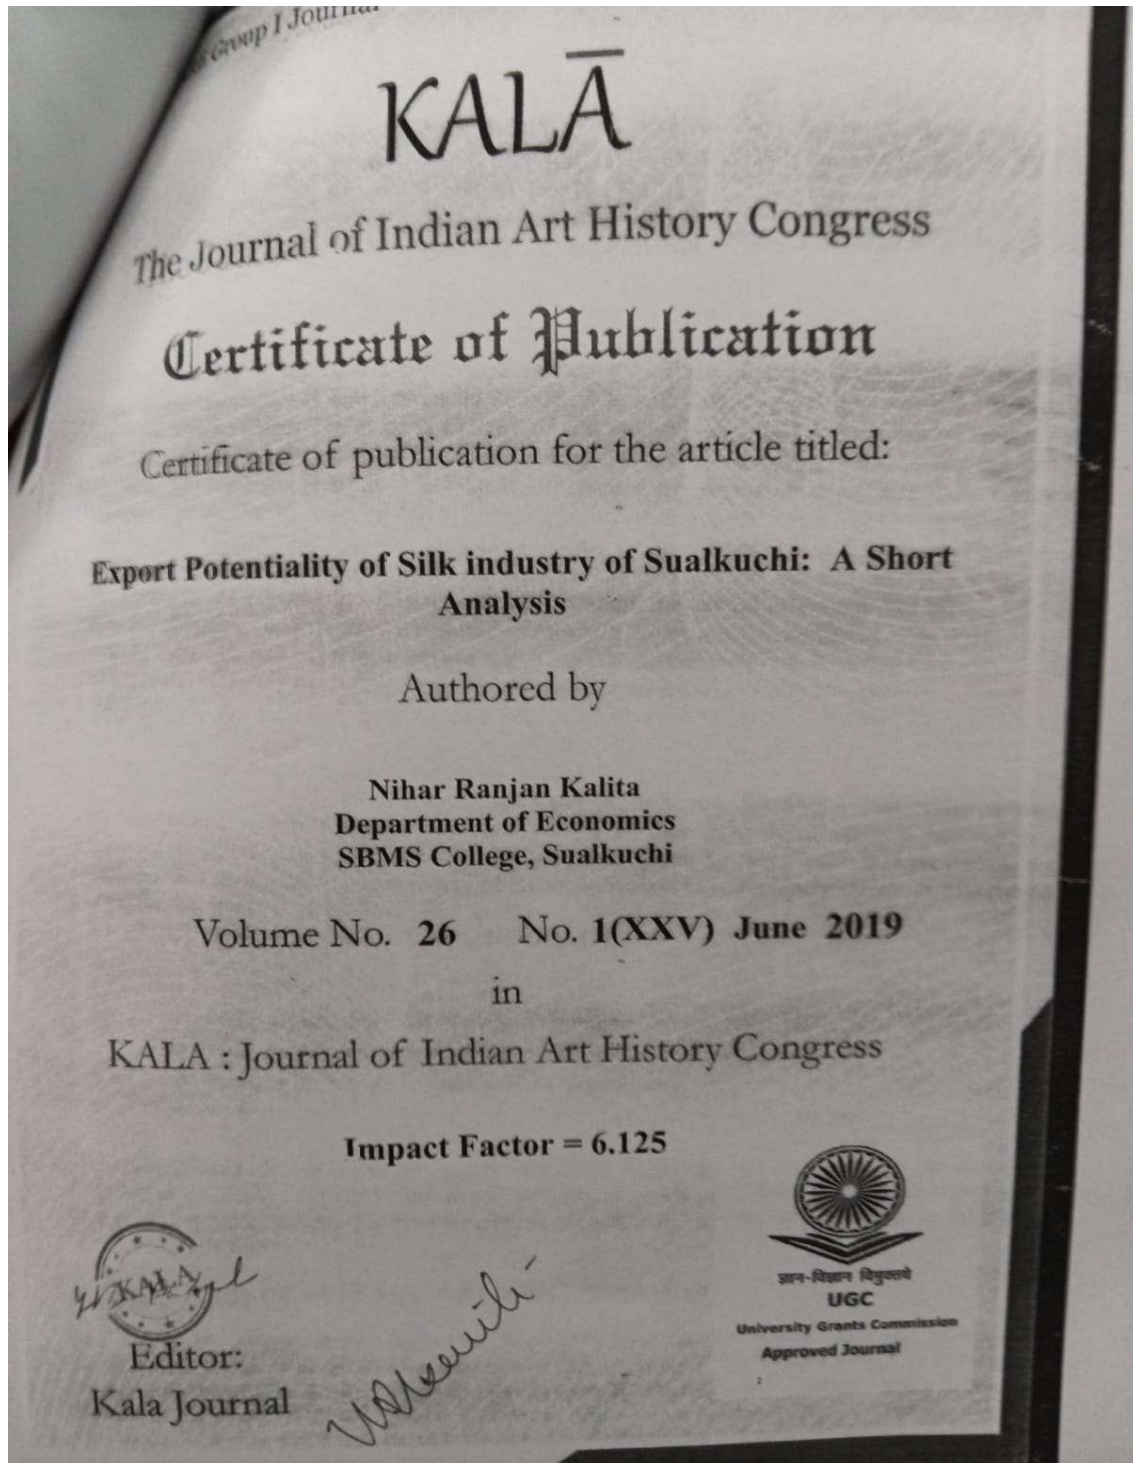 Group I Journal
KALĀ
The Journal of Indian Art History Congress
Certificate of Publication
Certificate of publication for the article titled:
Export Potentiality of Silk industry of Sualkuchi: A Short
Analysis
Authored by
Nihar Ranjan Kalita
Department of Economics
SBMS College, Sualkuchi
Volume No. 26 No. 1(XXV) June 2019
in
KALA : Journal of Indian Art History Congress
Impact Factor = 6.125
KALA
Editor:
Kala Journal
ज्ञान-विज्ञान विमुक्तये
UGC
University Grants Commission
Approved Journal